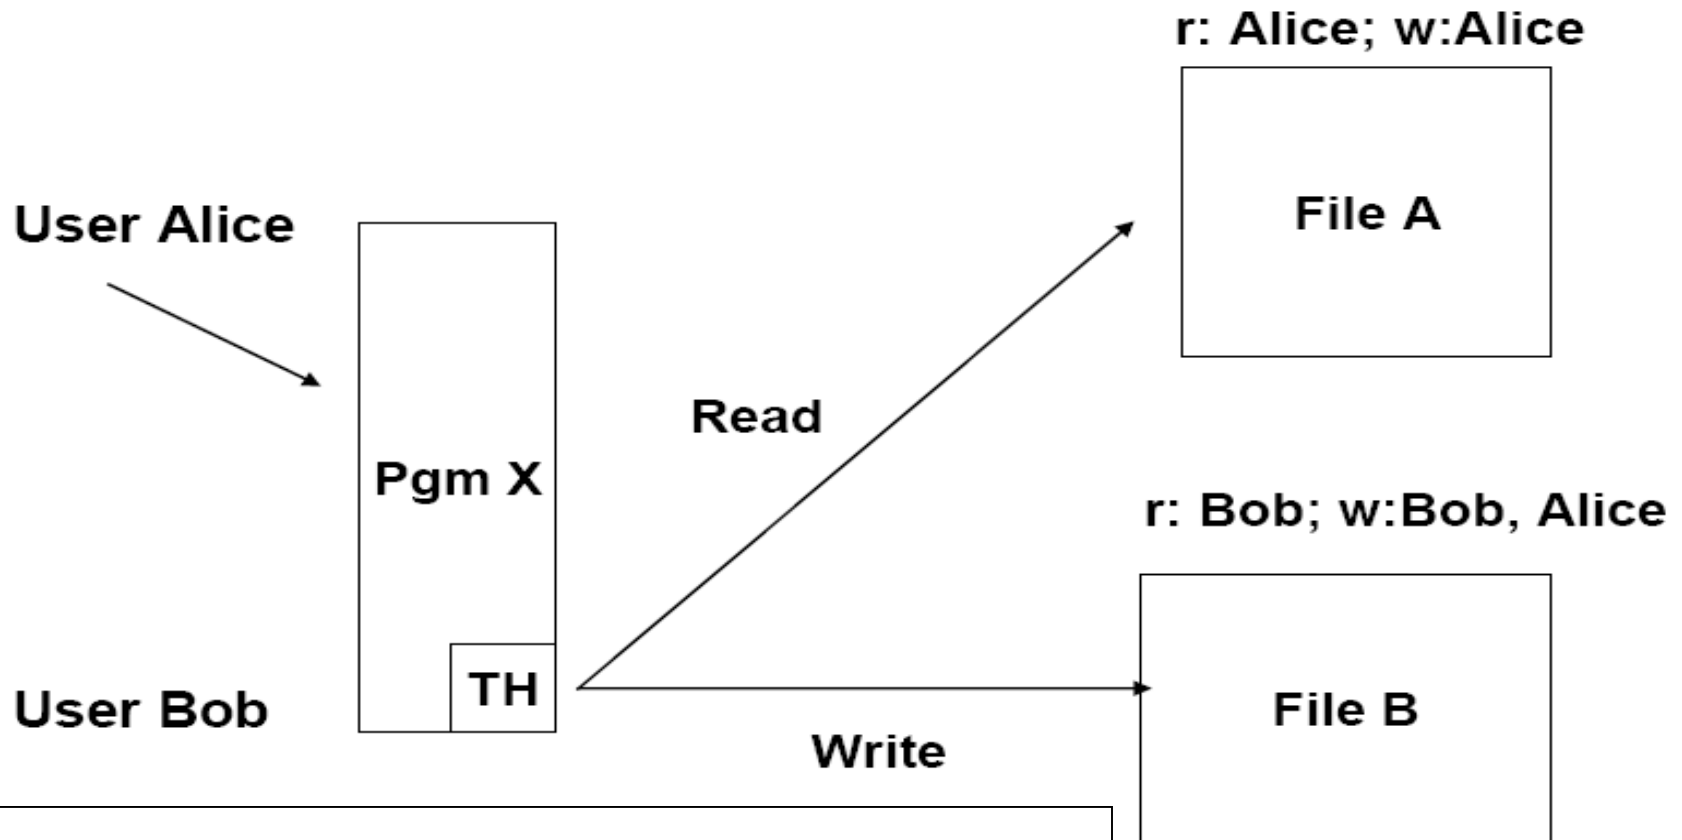 r: Alice; w:Alice
File A
User Alice
Read
Pgm X
r: Bob; w:Bob, Alice
TH
User Bob
File B
Write